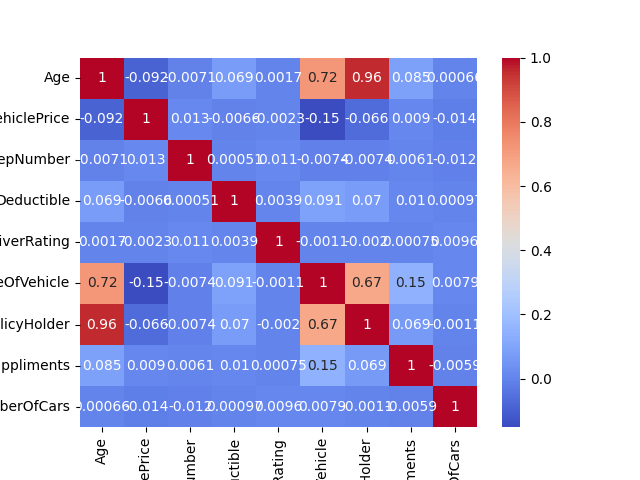 1.0
Age 1 -0.092 -0.0071 0.069 0.0017 0.72 0.96 0.085 0.00066
0.8
ehiclePrice -0.092 1 0.013 -0.0066 -0.0023 -0.15 -0.066 0.009 -0.014
epNumber -0.0071 0.013 1 0.00051 0.011 -0.0074 -0.0074 0.0061 -0.012
0.6
Deductible 0.069 -0.0066 0.00051 1 0.0039 0.091 0.07 0.01 0.00097
iverRating 0.0017 -0.0023 0.011 0.0039 1 -0.0011 -0.002 0.00075 0.0096
0.4
eOfVehicle 0.72 -0.15 -0.0074 0.091 -0.0011 1 0.67 0.15 0.0079
0.2
licyHolder 0.96 -0.066 -0.0074 0.07 -0.002 0.67 1 0.069 -0.0011
ppliments 0.085 0.009 0.0061 0.01 0.00075 0.15 0.069 1 -0.0059
0.0
berOfCars 0.00066 -0.014 -0.012 0.00097 0.0096 0.0079 -0.0011 -0.0059 1
Age ePrice umber uctible Rating ehicle Holder ments ofCars